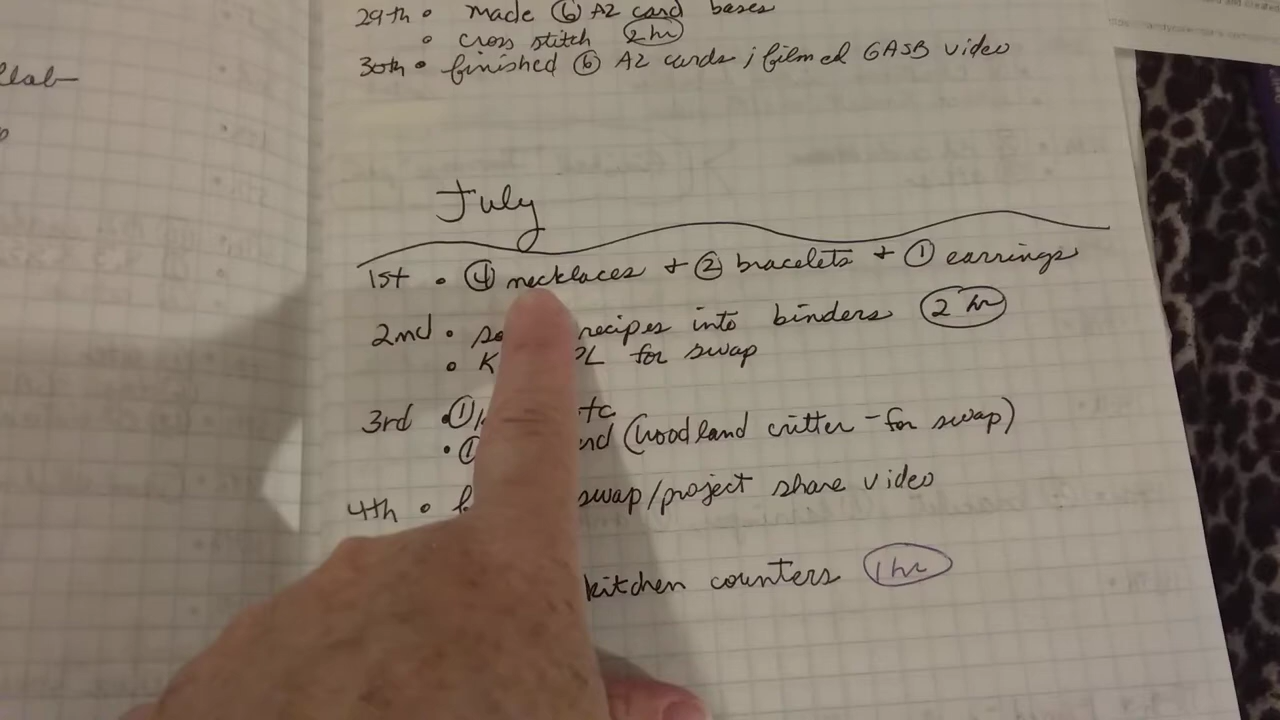 29th • made ⑥ A2 card bases
• cross stitch 2 hr
30th • finished ⑥ A2 cards; filmed GASB video
July
1st • ④ necklaces + ② bracelets + ① earrings
2nd • recipes into binders 2 hr
• K for swap
3rd • ①
• ① (woodland critter - for swap)
4th • swap/project share video
kitchen counters 1 hr